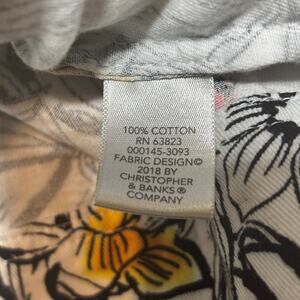 100% COTTON
RN 63823
000145-3093
FABRIC DESIGN©
2018 BY
CHRISTOPHER
& BANKS®
COMPANY